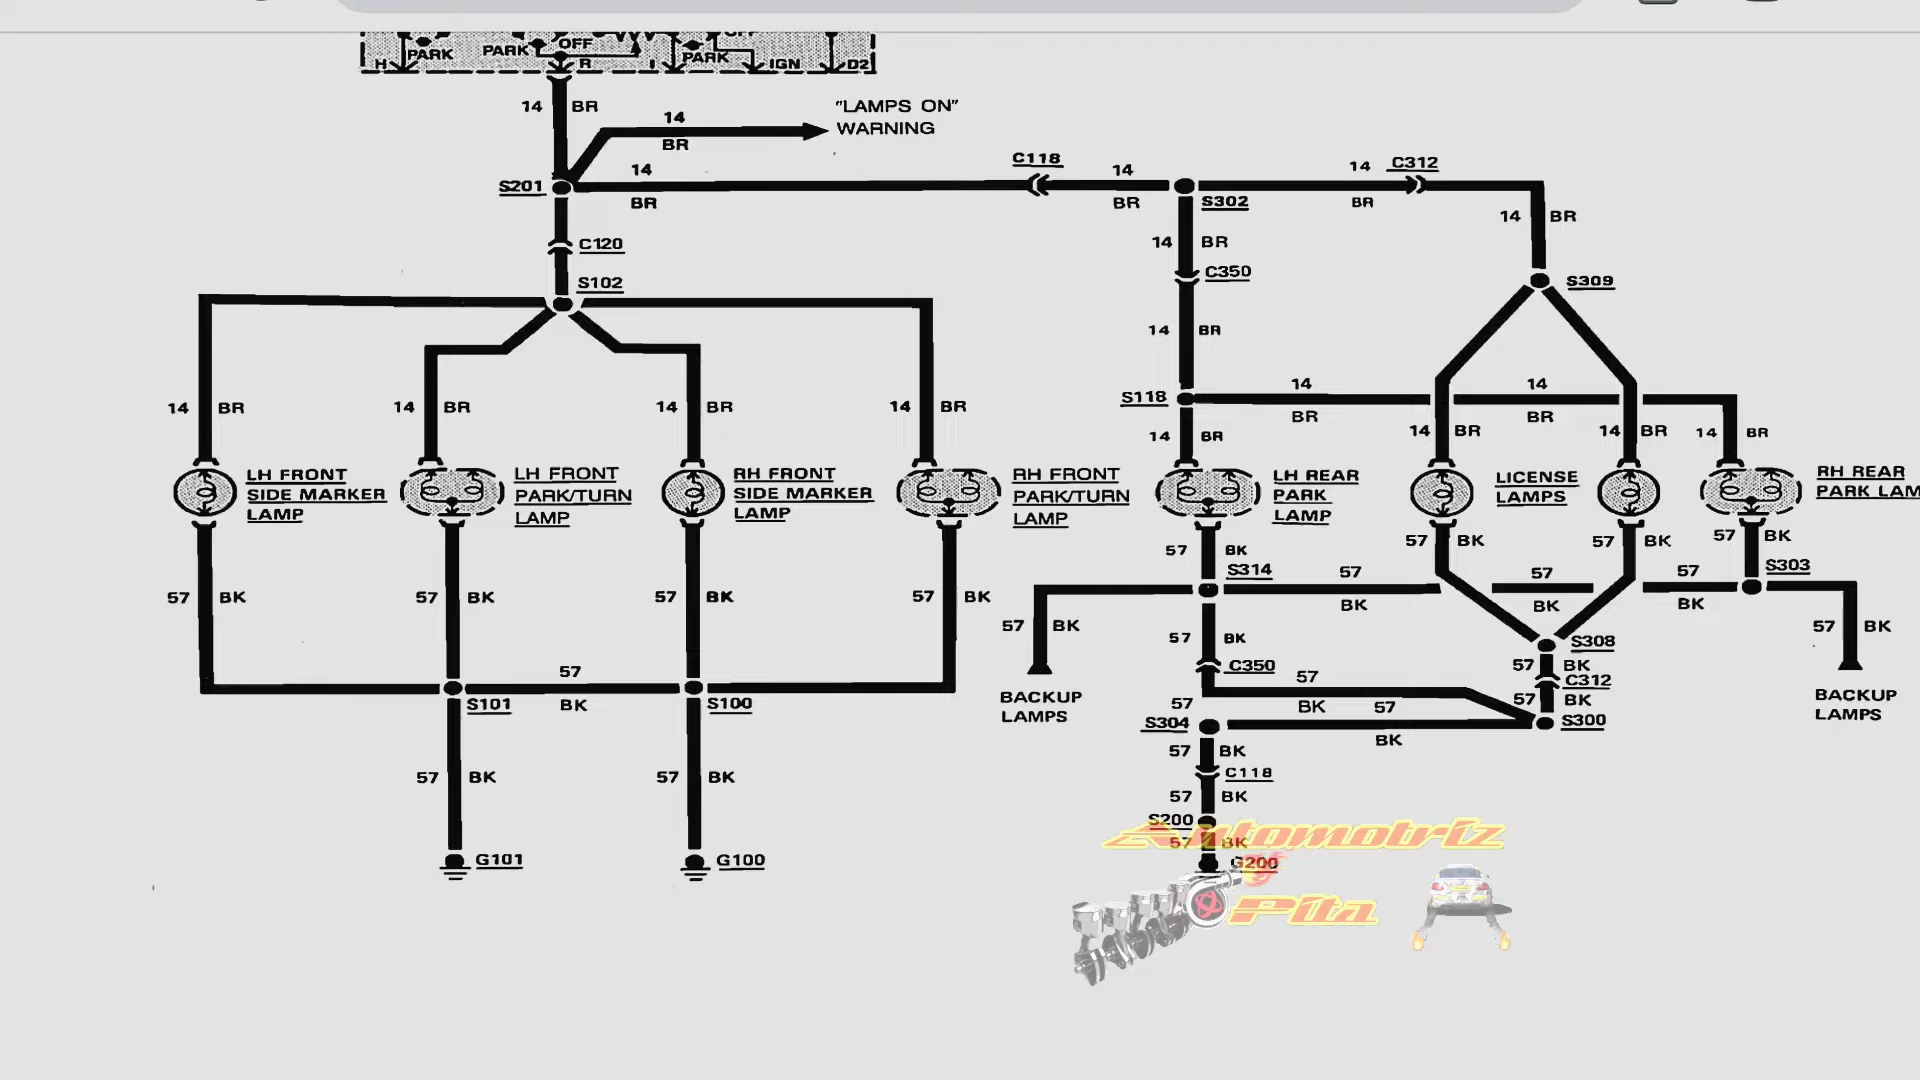 OFF
PARK
PARK
PARK
H
R
I
IGN
D2
14 BR
14
BR
"LAMPS ON"
WARNING
S201
14
BR
C118
14
BR
S302
14
BR
C312
14 BR
C120
14 BR
C350
S102
S309
14 BR
14 BR
14 BR
14 BR
14 BR
S118
14
BR
14
BR
14 BR
14 BR
14 BR
14 BR
LH FRONT
SIDE MARKER
LAMP
LH FRONT
PARK/TURN
LAMP
RH FRONT
SIDE MARKER
LAMP
RH FRONT
PARK/TURN
LAMP
LH REAR
PARK
LAMP
LICENSE
LAMPS
RH REAR
PARK LAM
57 BK
57 BK
57 BK
57 BK
57 BK
57 BK
57 BK
57 BK
S314
57
BK
57
BK
57
BK
S303
57 BK
57 BK
57 BK
S308
57 BK
C350
C312
57 BK
BACKUP
LAMPS
BACKUP
LAMPS
57
BK
S101
57
BK
S100
57
S304
57
BK
S300
57 BK
57 BK
57 BK
C118
57 BK
S200
57 BK
G200
G101
G100
Automotriz
Pita